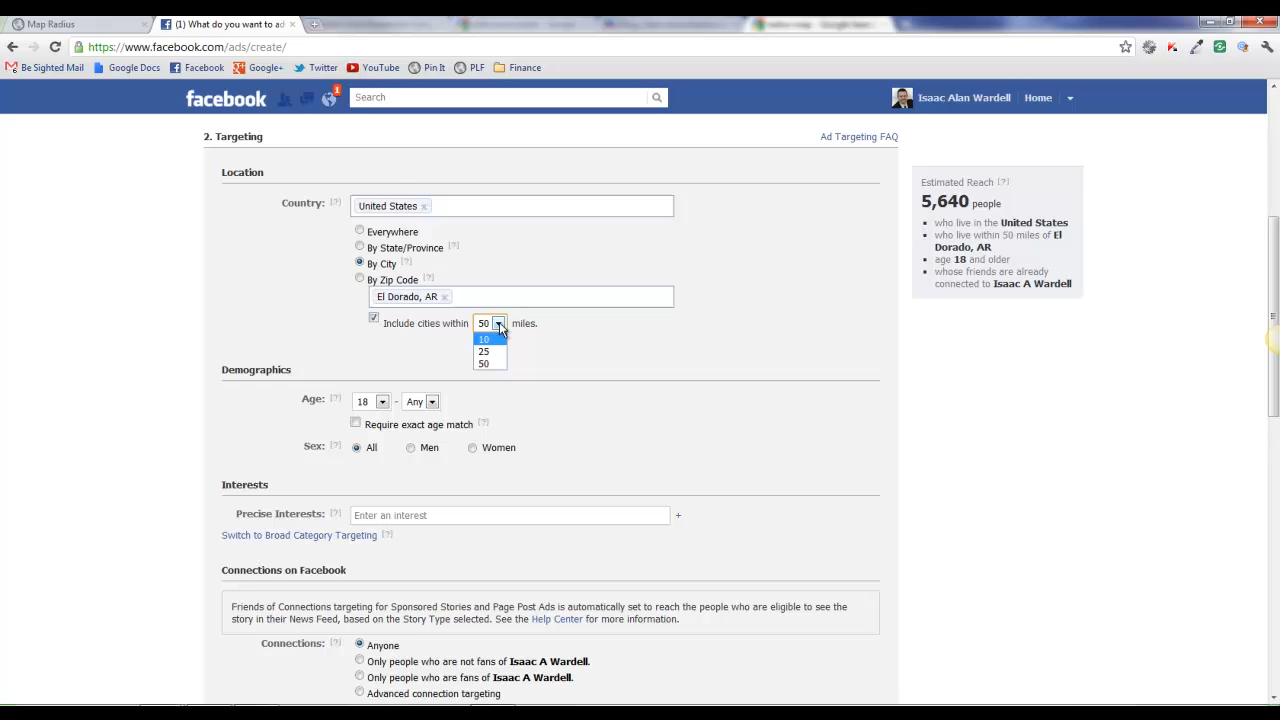 Map Radius
(1) What do you want to ad
https://www.facebook.com/ads/create/
Be Sighted Mail Google Docs Facebook Google+ Twitter YouTube Pin It PLF Finance
facebook 1 Search Isaac Alan Wardell Home
2. Targeting Ad Targeting FAQ
Location
Country: [?] United States x
Everywhere
By State/Province [?]
By City [?]
By Zip Code [?]
El Dorado, AR x
Include cities within 50 miles.
10
25
50
Demographics
Age: [?] 18 - Any
Require exact age match [?]
Sex: [?] All Men Women
Interests
Precise Interests: [?] Enter an interest +
Switch to Broad Category Targeting [?]
Connections on Facebook
Friends of Connections targeting for Sponsored Stories and Page Post Ads is automatically set to reach the people who are eligible to see the
story in their News Feed, based on the Story Type selected. See the Help Center for more information.
Connections: [?] Anyone
Only people who are not fans of Isaac A Wardell.
Only people who are fans of Isaac A Wardell.
Advanced connection targeting
Estimated Reach [?]
5,640 people
who live in the United States
who live within 50 miles of El
Dorado, AR
age 18 and older
whose friends are already
connected to Isaac A Wardell